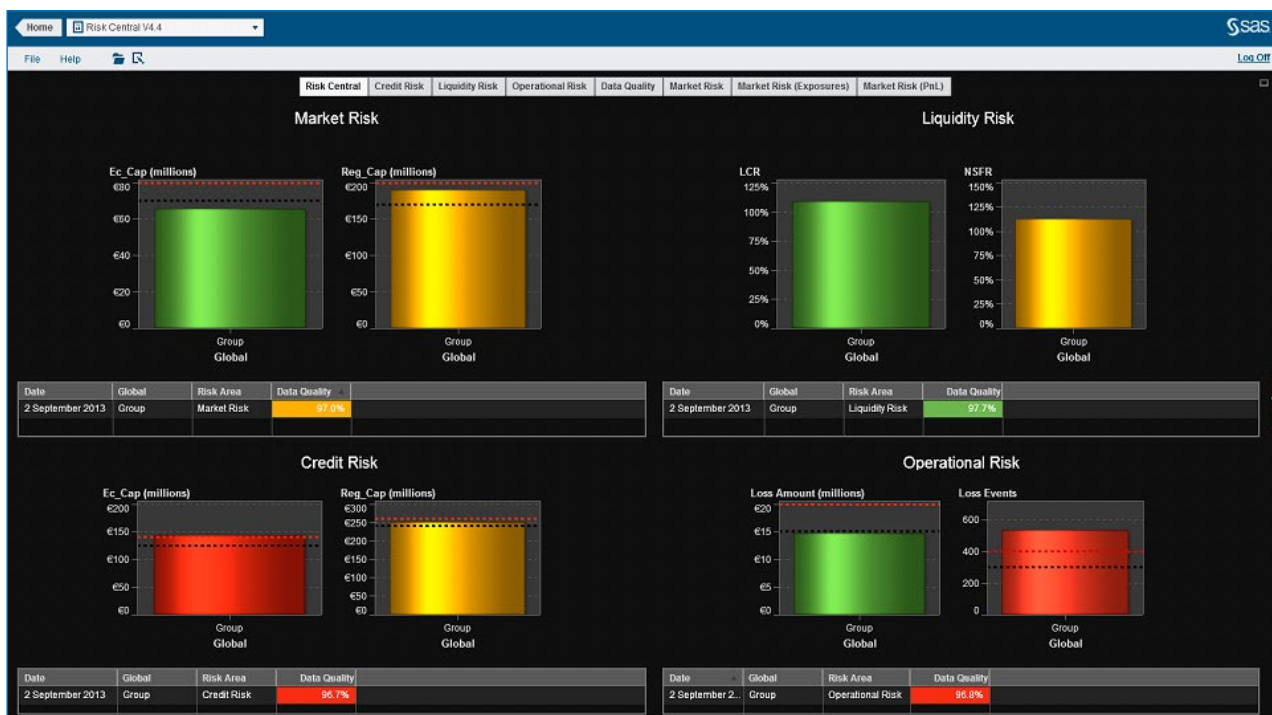 Home Risk Central V4.4 sas
File Help Log Off
Risk Central Credit Risk Liquidity Risk Operational Risk Data Quality Market Risk Market Risk (Exposures) Market Risk (PnL)
Market Risk
Ec_Cap (millions)
€80
€60
€40
€20
€0
Group
Global
Reg_Cap (millions)
€200
€150
€100
€50
€0
Group
Global
Date Global Risk Area Data Quality
2 September 2013 Group Market Risk 97.0%
Liquidity Risk
LCR
125%
100%
75%
50%
25%
0%
Group
Global
NSFR
150%
125%
100%
75%
50%
25%
0%
Group
Global
Date Global Risk Area Data Quality
2 September 2013 Group Liquidity Risk 97.7%
Credit Risk
Ec_Cap (millions)
€200
€150
€100
€50
€0
Group
Global
Reg_Cap (millions)
€300
€250
€200
€150
€100
€50
€0
Group
Global
Date Global Risk Area Data Quality
2 September 2013 Group Credit Risk 96.7%
Operational Risk
Loss Amount (millions)
€20
€15
€10
€5
€0
Group
Global
Loss Events
600
400
200
0
Group
Global
Date Global Risk Area Data Quality
2 September 2... Group Operational Risk 96.8%